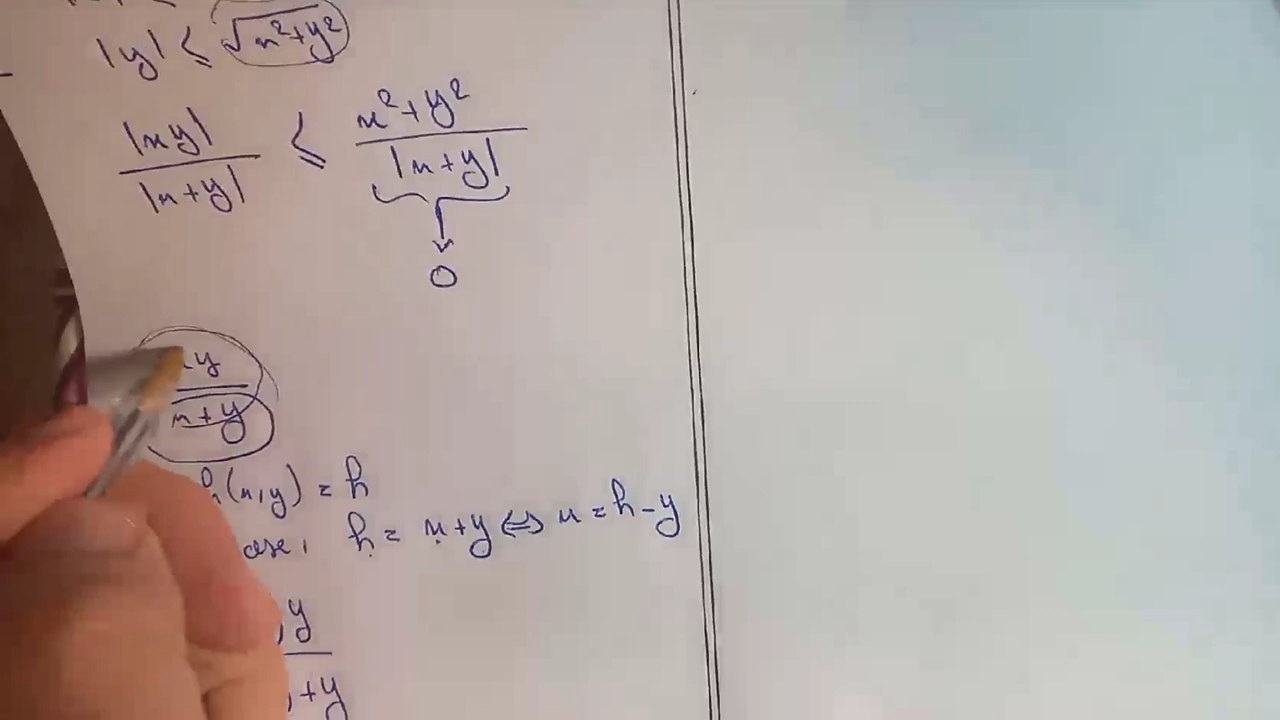 |y| ≤ √x²+y²
|xy| / |x+y| ≤ x²+y² / |x+y|
0
y / x+y
(x,y) = h
h = x+y ⇔ x = h-y
y
+y